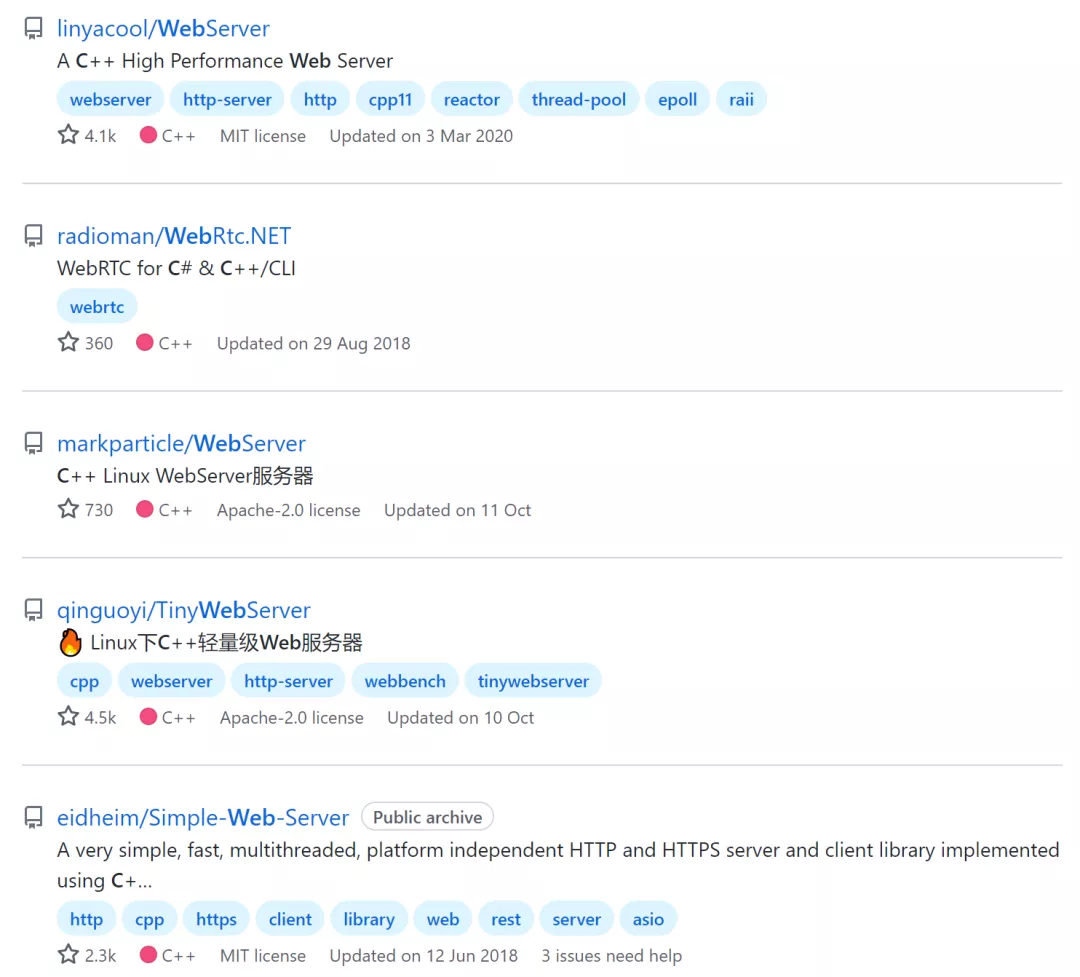 linyacool/WebServer
A C++ High Performance Web Server
webserver http-server http cpp11 reactor thread-pool epoll raii
4.1k C++ MIT license Updated on 3 Mar 2020
radioman/WebRtc.NET
WebRTC for C# & C++/CLI
webrtc
360 C++ Updated on 29 Aug 2018
markparticle/WebServer
C++ Linux WebServer服务器
730 C++ Apache-2.0 license Updated on 11 Oct
qinguoyi/TinyWebServer
🔥 Linux下C++轻量级Web服务器
cpp webserver http-server webbench tinywebserver
4.5k C++ Apache-2.0 license Updated on 10 Oct
eidheim/Simple-Web-Server Public archive
A very simple, fast, multithreaded, platform independent HTTP and HTTPS server and client library implemented
using C+...
http cpp https client library web rest server asio
2.3k C++ MIT license Updated on 12 Jun 2018 3 issues need help